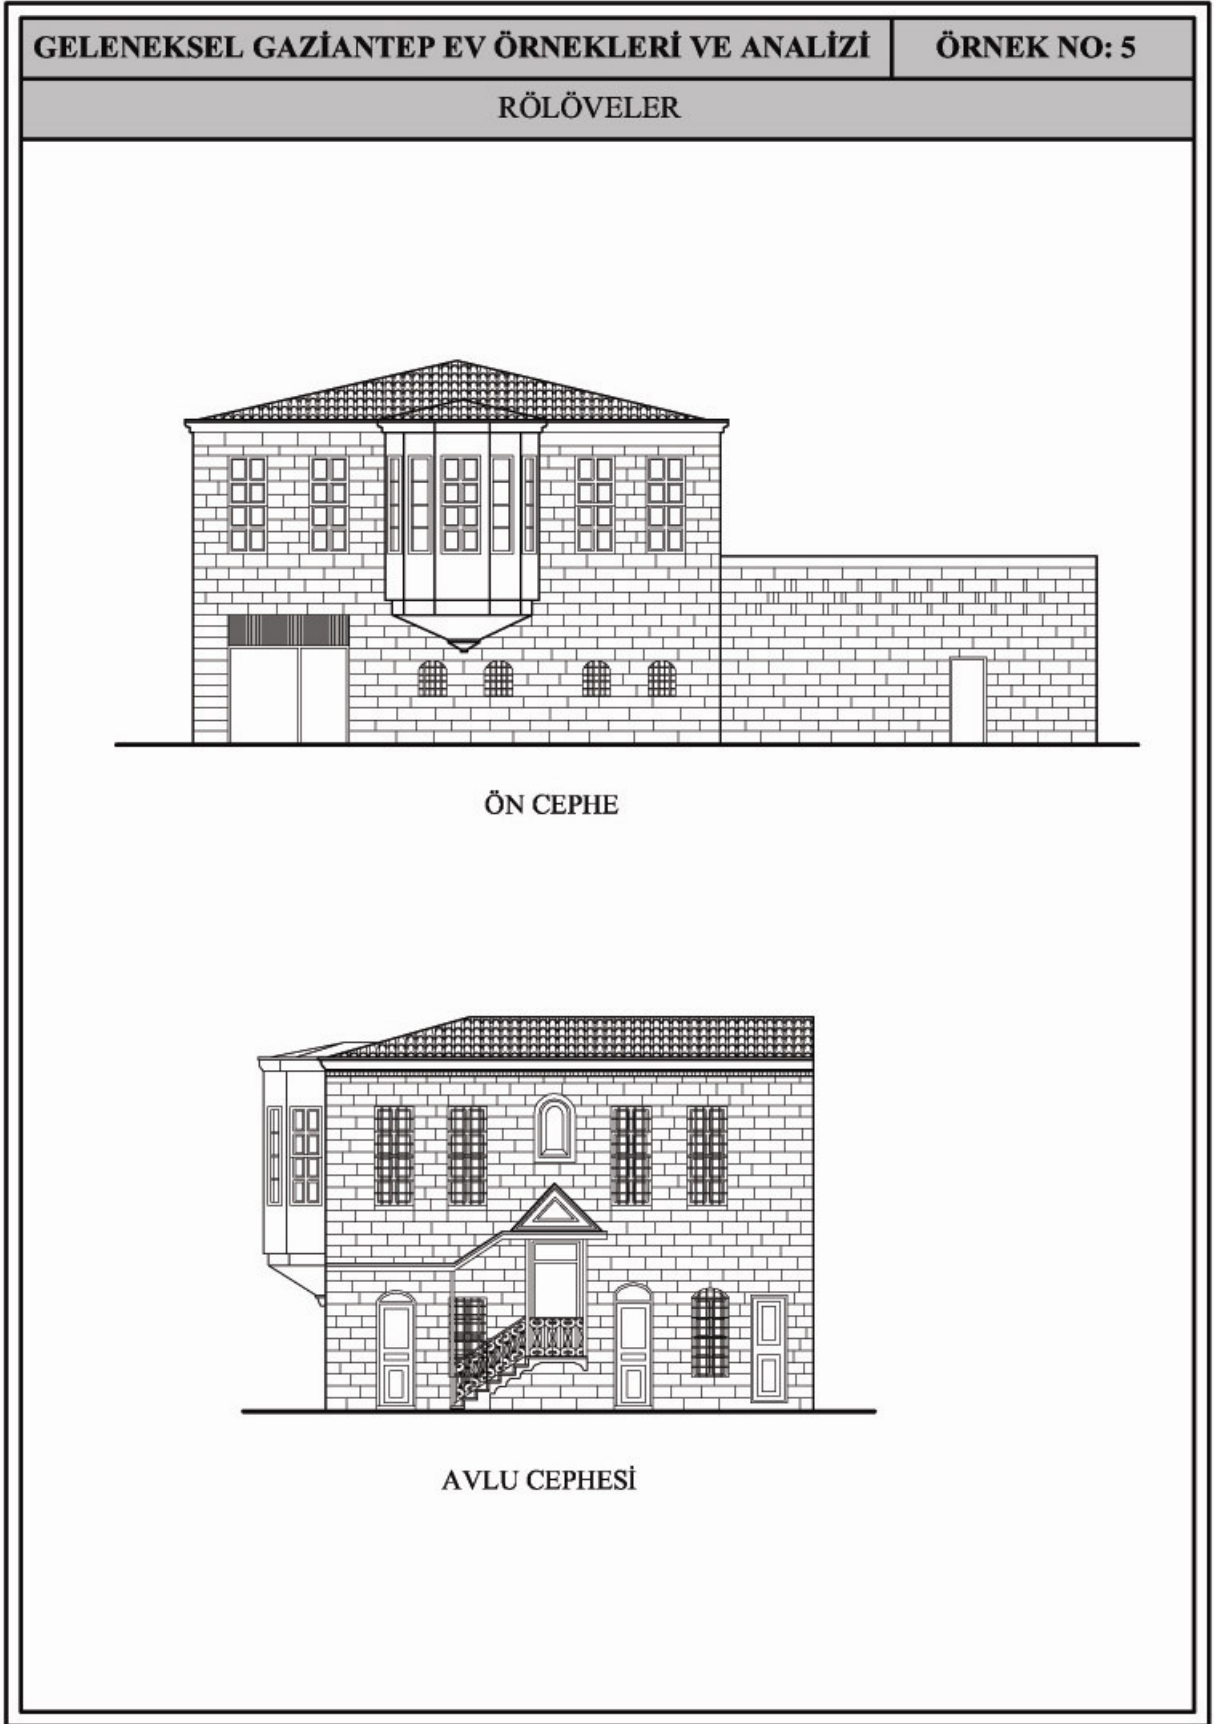 GELENEKSEL GAZİANTEP EV ÖRNEKLERİ VE ANALİZİ
ÖRNEK NO: 5
RÖLÖVELER
ÖN CEPHE
AVLU CEPHESİ